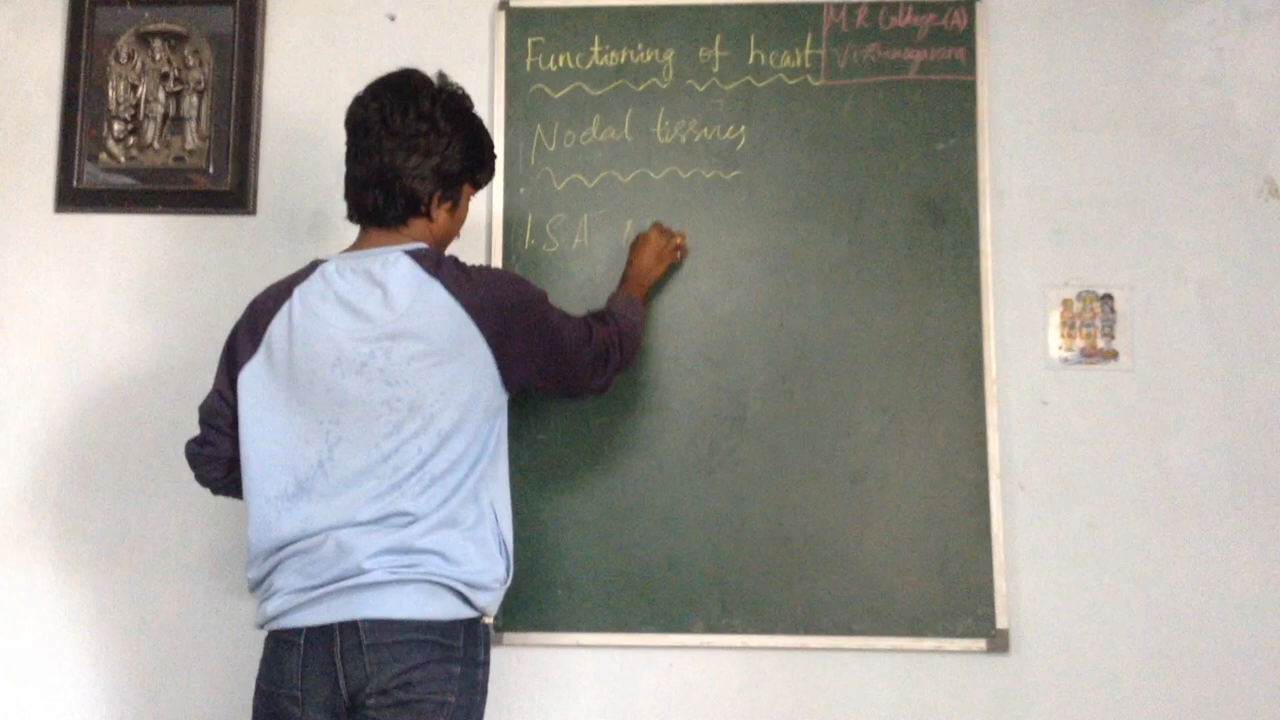 Functioning of heart
M R College(A)
Vizianagaram
Nodal tissues
1. S.A